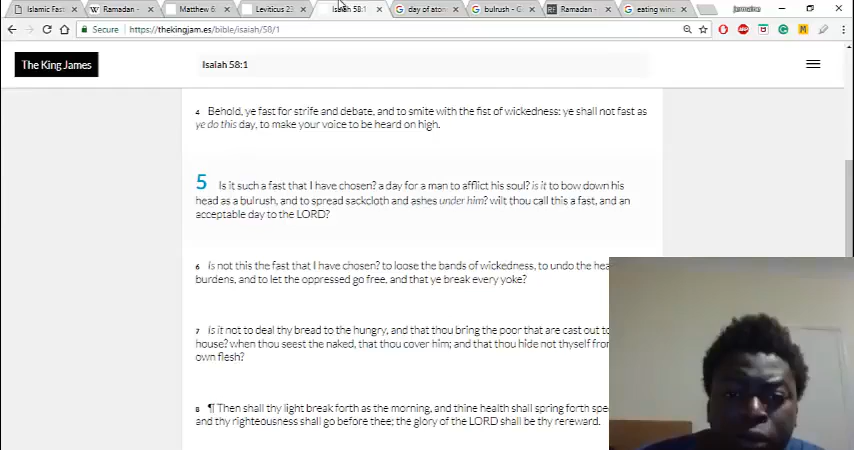 Islamic Fast
Ramadan -
Matthew 6:
Leviticus 23
Isaiah 58:1
day of aton
bulrush - G
Ramadan -
eating wind
jermaine
Secure
https://thekingjam.es/bible/isaiah/58/1
The King James
Isaiah 58:1
4 Behold, ye fast for strife and debate, and to smite with the fist of wickedness: ye shall not fast as
ye do this day, to make your voice to be heard on high.
5 Is it such a fast that I have chosen? a day for a man to afflict his soul? is it to bow down his
head as a bulrush, and to spread sackcloth and ashes under him? wilt thou call this a fast, and an
acceptable day to the LORD?
6 Is not this the fast that I have chosen? to loose the bands of wickedness, to undo the hea
burdens, and to let the oppressed go free, and that ye break every yoke?
7 Is it not to deal thy bread to the hungry, and that thou bring the poor that are cast out to
house? when thou seest the naked, that thou cover him; and that thou hide not thyself from
own flesh?
8 ¶ Then shall thy light break forth as the morning, and thine health shall spring forth spe
and thy righteousness shall go before thee; the glory of the LORD shall be thy rereward.